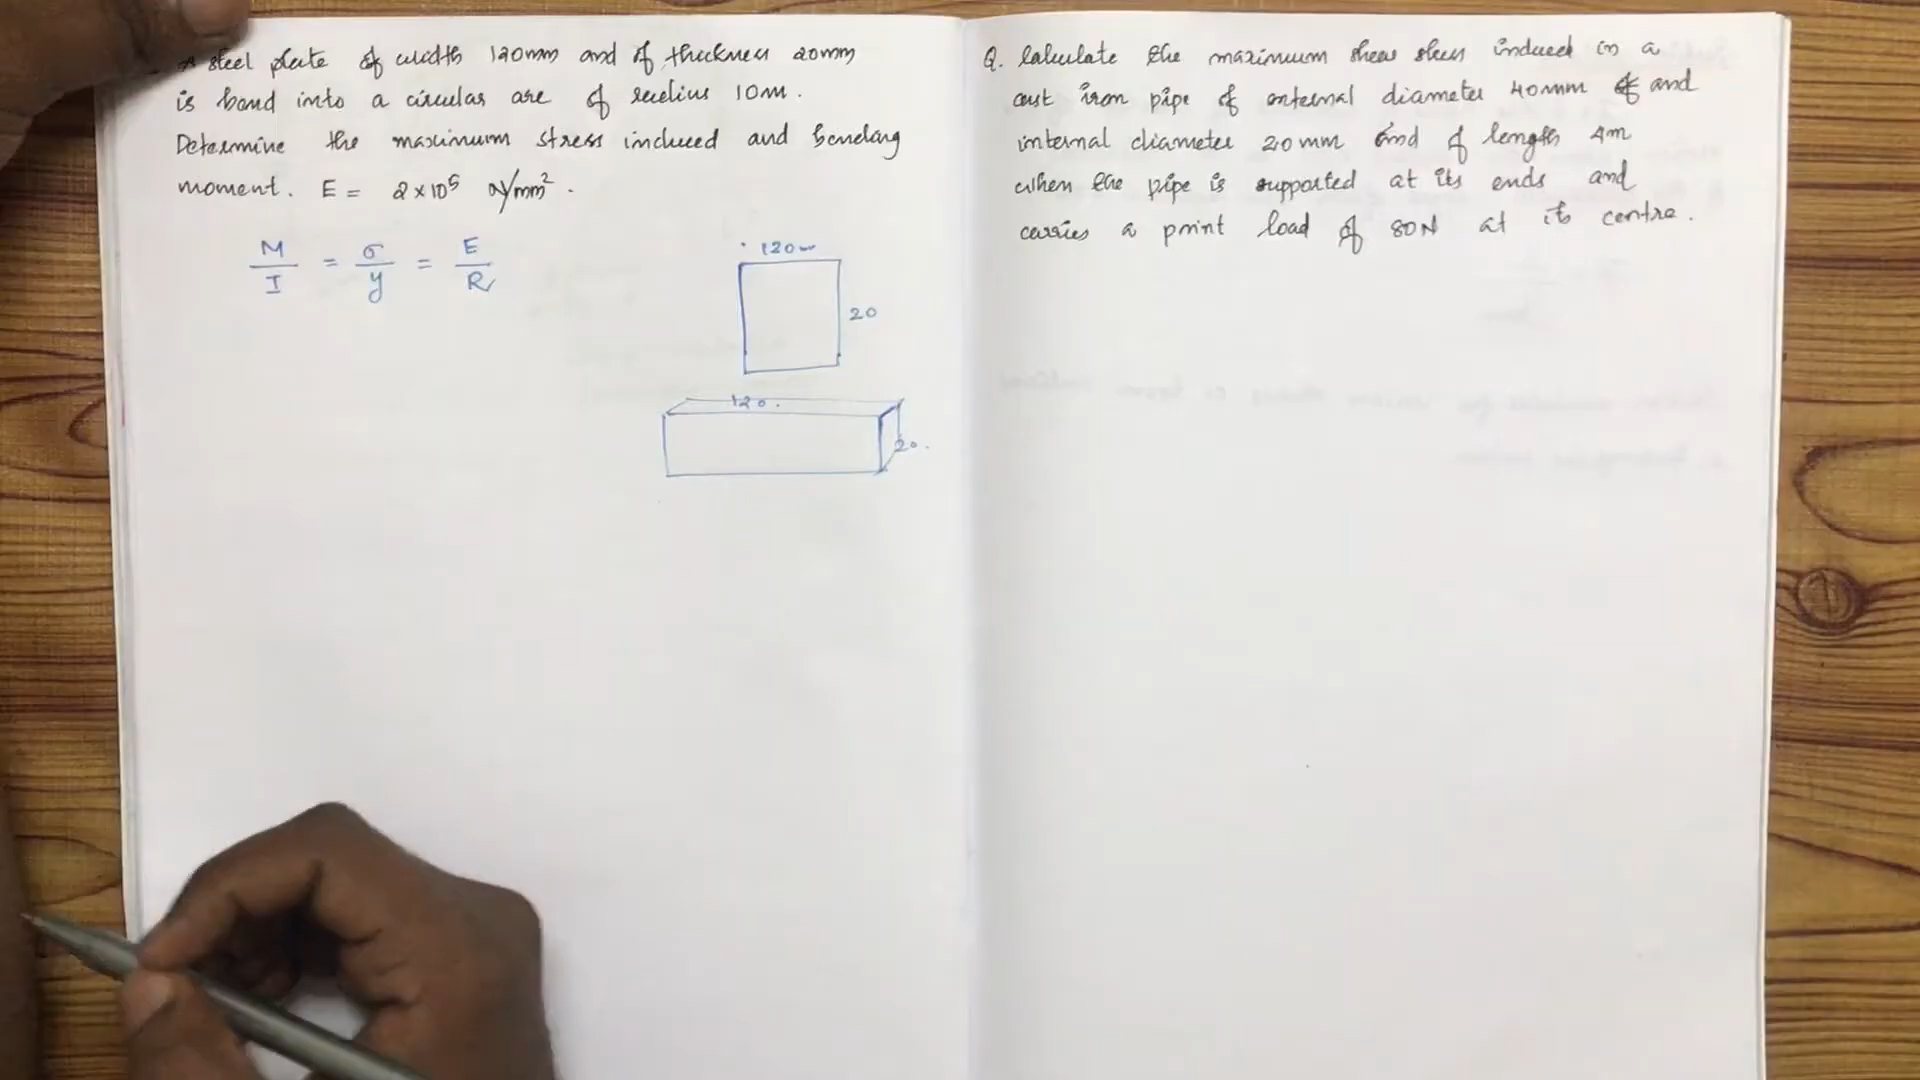 A steel plate of width 120mm and of thickness 20mm
is bend into a circular arc of radius 10m.
Determine the maximum stress induced and bending
moment. E = 2×10⁵ N/mm².
M/I = σ/y = E/R
120m
20
120.
20.
Q. Calculate the maximum shear stress induced in a
cast iron pipe of external diameter 40mm of and
internal diameter 20mm and of length 4m
when the pipe is supported at its ends and
carries a point load of 80N at its centre.